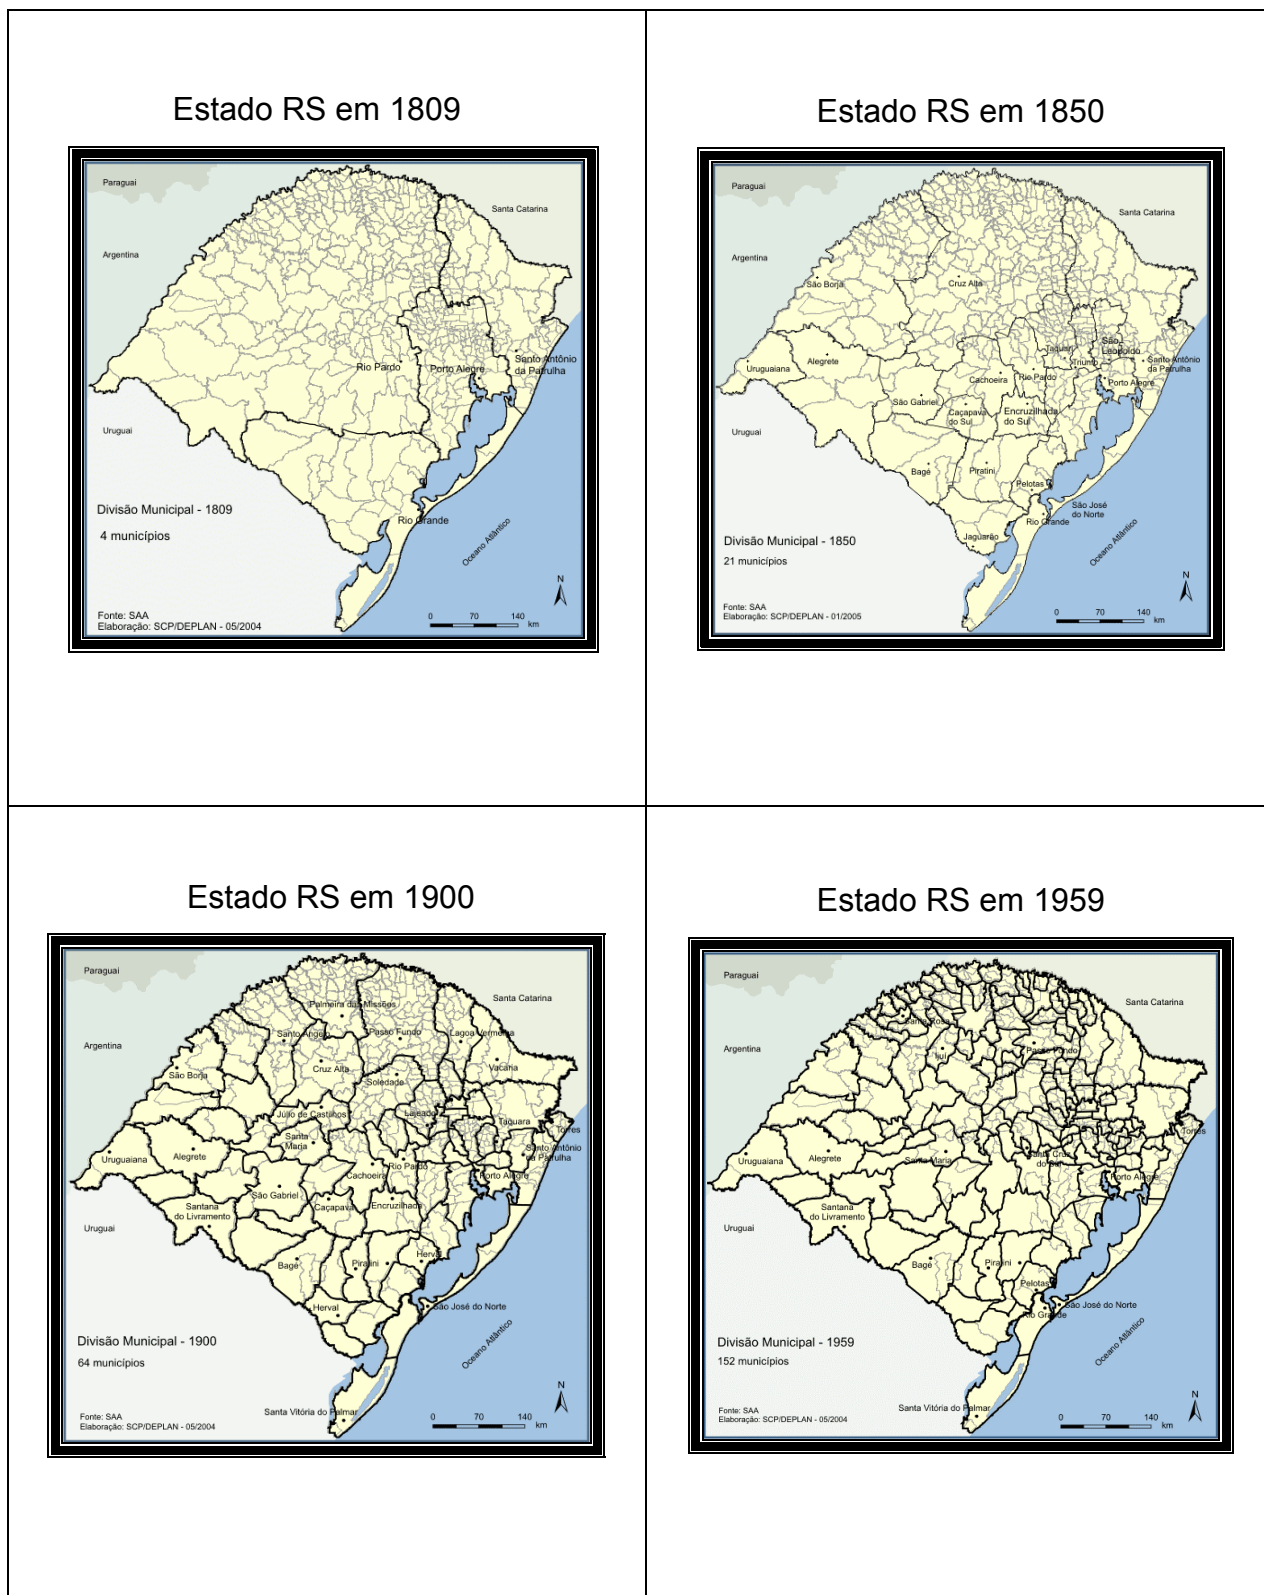 Estado RS em 1809
Paraguai
Santa Catarina
Argentina
Rio Pardo
Porto Alegre
Santo Antônio
da Patrulha
Uruguai
Divisão Municipal - 1809
4 municípios
Rio Grande
Oceano Atlântico
N
Fonte: SAA
Elaboração: SCP/DEPLAN - 05/2004
0 70 140
km
Estado RS em 1850
Paraguai
Santa Catarina
Argentina
São Borja
Cruz Alta
Taquari
São
Leopoldo
Triunfo
Santo Antônio
da Patrulha
Uruguaiana
Alegrete
Cachoeira
Rio Pardo
Porto Alegre
São Gabriel
Caçapava
do Sul
Encruzilhada
do Sul
Uruguai
Bagé
Piratini
Pelotas
São José
do Norte
Rio Grande
Jaguarão
Oceano Atlântico
Divisão Municipal - 1850
21 municípios
N
Fonte: SAA
Elaboração: SCP/DEPLAN - 01/2005
0 70 140
km
Estado RS em 1900
Paraguai
Santa Catarina
Palmeira das Missões
Santo Ângelo
Passo Fundo
Lagoa Vermelha
Argentina
São Borja
Cruz Alta
Soledade
Vacaria
Júlio de Castilhos
Lajeado
Taquara
Torres
Santa
Maria
Santo Antônio
da Patrulha
Uruguaiana
Alegrete
Rio Pardo
Cachoeira
Porto Alegre
São Gabriel
Caçapava
Encruzilhada
Santana
do Livramento
Uruguai
Bagé
Piratini
Herval
Herval
São José do Norte
Oceano Atlântico
Divisão Municipal - 1900
64 municípios
Santa Vitória do Palmar
N
Fonte: SAA
Elaboração: SCP/DEPLAN - 05/2004
0 70 140
km
Estado RS em 1959
Paraguai
Santa Catarina
Santa Rosa
Argentina
Ijuí
Passo Fundo
Torres
Uruguaiana
Alegrete
Santa Maria
Santa Cruz
do Sul
Porto Alegre
Santana
do Livramento
Uruguai
Bagé
Piratini
Pelotas
São José do Norte
Rio Grande
Oceano Atlântico
Divisão Municipal - 1959
152 municípios
Santa Vitória do Palmar
N
Fonte: SAA
Elaboração: SCP/DEPLAN - 05/2004
0 70 140
km